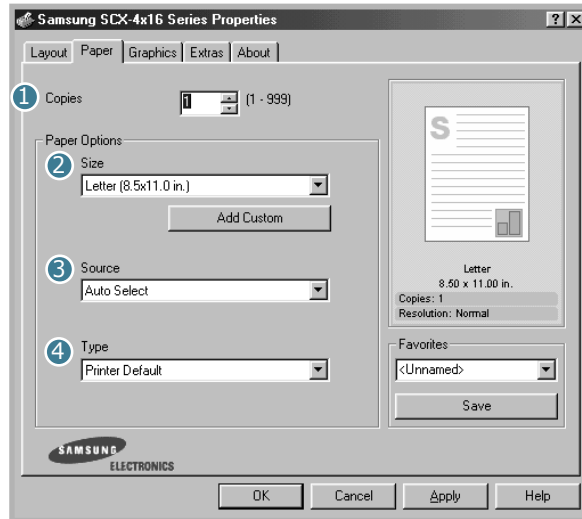 Samsung SCX-4x16 Series Properties
? X
Layout Paper Graphics Extras About
1 Copies 1 (1 - 999)
Paper Options
2 Size
Letter (8.5x11.0 in.)
Add Custom
3 Source
Auto Select
4 Type
Printer Default
S
Letter
8.50 x 11.00 in.
Copies: 1
Resolution: Normal
Favorites
<Unnamed>
Save
SAMSUNG
ELECTRONICS
OK Cancel Apply Help